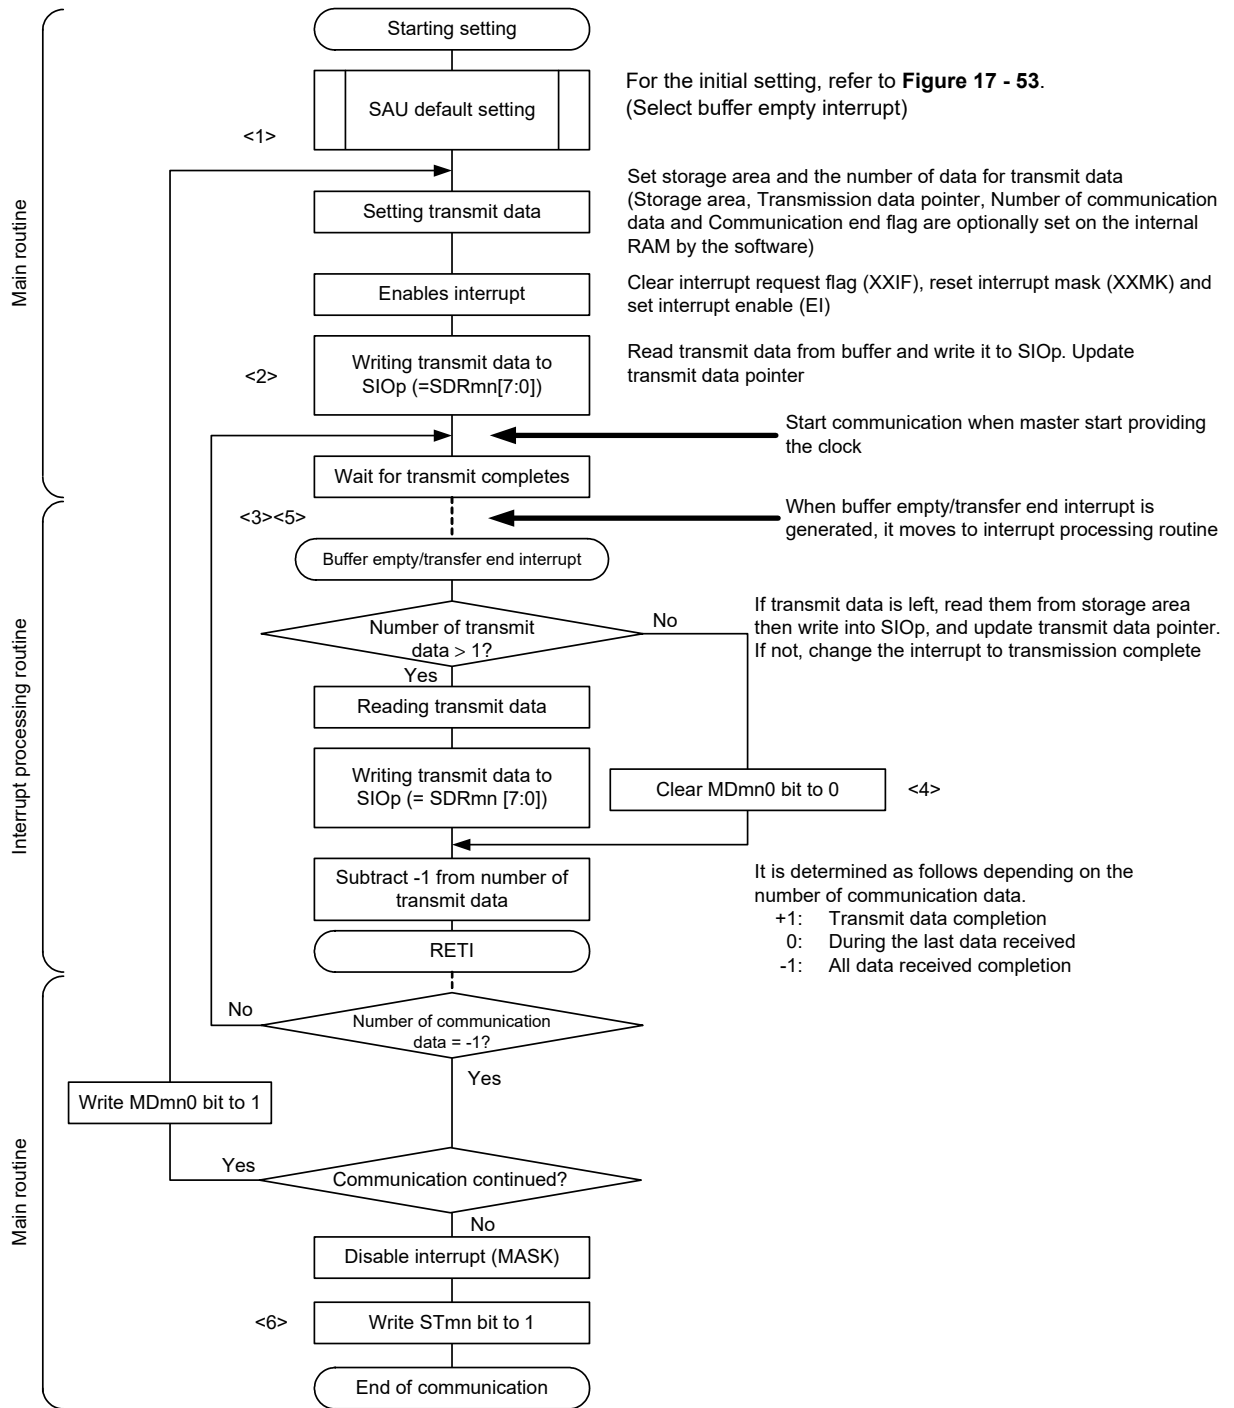 Starting setting
SAU default setting
For the initial setting, refer to Figure 17 - 53.
(Select buffer empty interrupt)
<1>
Main routine
Setting transmit data
Set storage area and the number of data for transmit data
(Storage area, Transmission data pointer, Number of communication
data and Communication end flag are optionally set on the internal
RAM by the software)
Enables interrupt
Clear interrupt request flag (XXIF), reset interrupt mask (XXMK) and
set interrupt enable (EI)
<2>
Writing transmit data to
SIOp (=SDRmn[7:0])
Read transmit data from buffer and write it to SIOp. Update
transmit data pointer
Start communication when master start providing
the clock
Wait for transmit completes
<3><5>
When buffer empty/transfer end interrupt is
generated, it moves to interrupt processing routine
Interrupt processing routine
Buffer empty/transfer end interrupt
Number of transmit
data > 1?
No
Yes
If transmit data is left, read them from storage area
then write into SIOp, and update transmit data pointer.
If not, change the interrupt to transmission complete
Reading transmit data
Writing transmit data to
SIOp (= SDRmn [7:0])
Clear MDmn0 bit to 0
<4>
Subtract -1 from number of
transmit data
It is determined as follows depending on the
number of communication data.
+1: Transmit data completion
0: During the last data received
-1: All data received completion
RETI
Main routine
No
Number of communication
data = -1?
Yes
Write MDmn0 bit to 1
Yes
Communication continued?
No
Disable interrupt (MASK)
<6>
Write STmn bit to 1
End of communication